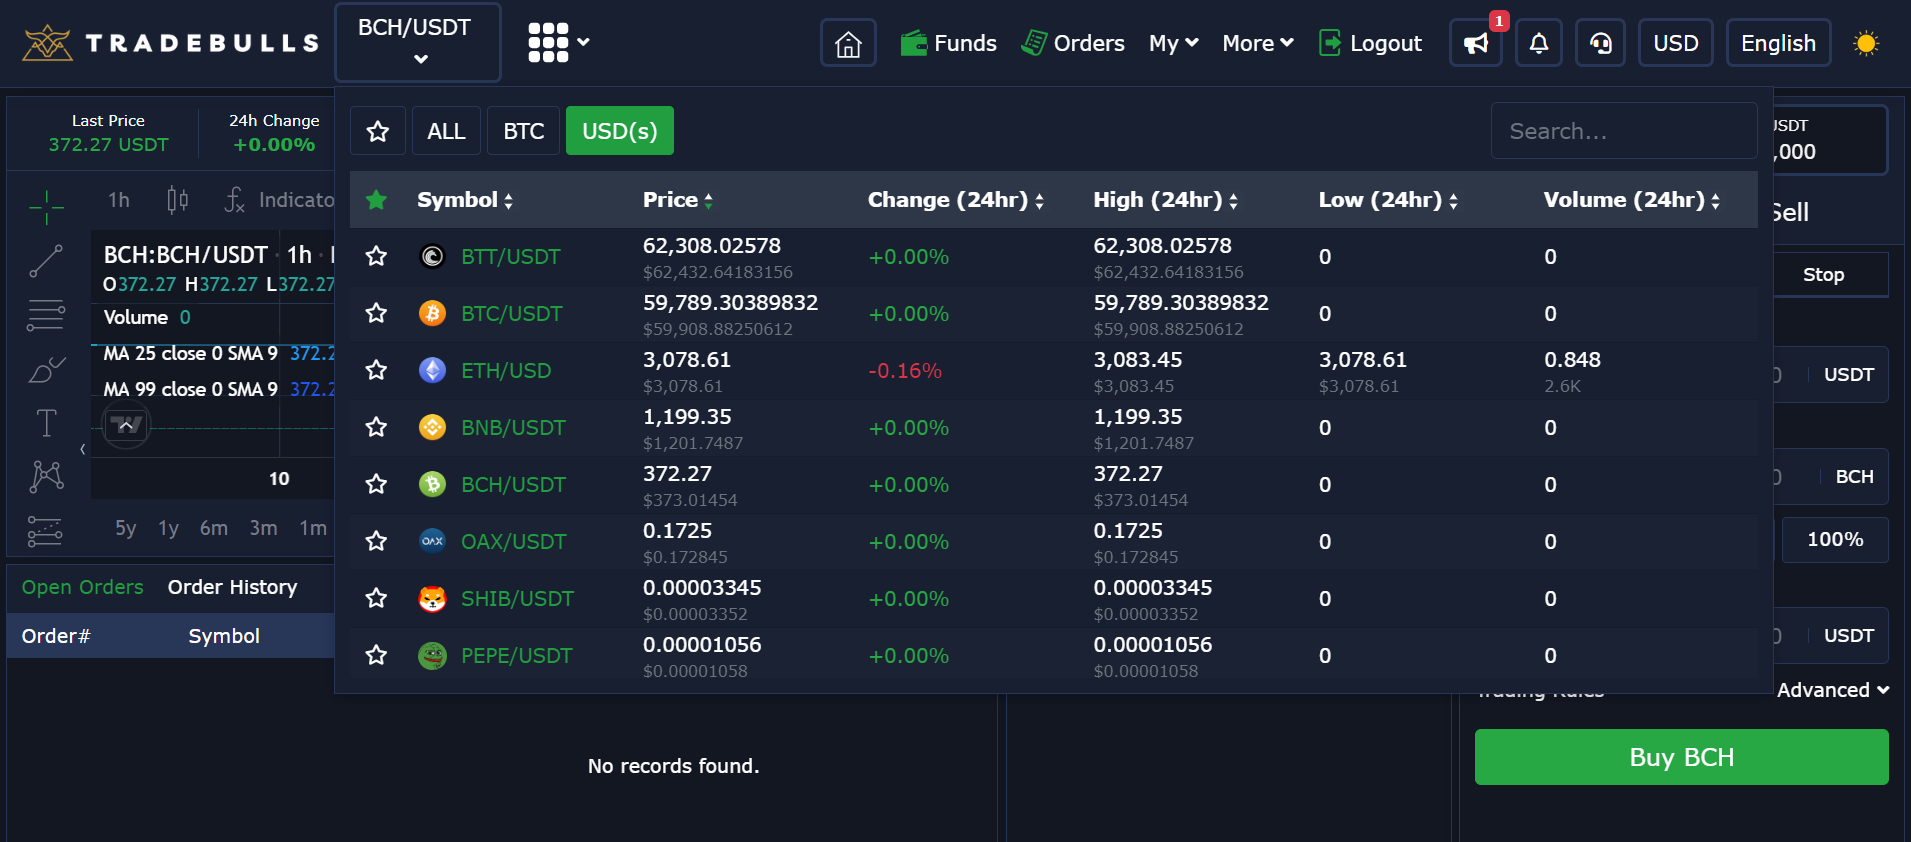 TRADEBULLS
BCH/USDT
Funds
Orders
My
More
Logout
1
USD
English
Last Price
372.27 USDT
24h Change
+0.00%
ALL
BTC
USD(s)
Search...
USDT
,000
1h
Indicato
Symbol Price Change (24hr) High (24hr) Low (24hr) Volume (24hr)
Sell
BCH:BCH/USDT · 1h ·
O372.27 H372.27 L372.27
Volume 0
MA 25 close 0 SMA 9 372.2
MA 99 close 0 SMA 9 372.2
10
5y 1y 6m 3m 1m
BTT/USDT 62,308.02578 +0.00% 62,308.02578 0 0
$62,432.64183156 $62,432.64183156
BTC/USDT 59,789.30389832 +0.00% 59,789.30389832 0 0
$59,908.88250612 $59,908.88250612
ETH/USD 3,078.61 -0.16% 3,083.45 3,078.61 0.848
$3,078.61 $3,083.45 $3,078.61 2.6K
BNB/USDT 1,199.35 +0.00% 1,199.35 0 0
$1,201.7487 $1,201.7487
BCH/USDT 372.27 +0.00% 372.27 0 0
$373.01454 $373.01454
OAX/USDT 0.1725 +0.00% 0.1725 0 0
$0.172845 $0.172845
SHIB/USDT 0.00003345 +0.00% 0.00003345 0 0
$0.00003352 $0.00003352
PEPE/USDT 0.00001056 +0.00% 0.00001056 0 0
$0.00001058 $0.00001058
Stop
0 USDT
0 BCH
100%
0 USDT
Open Orders Order History
Order# Symbol
No records found.
Trading Rules
Advanced
Buy BCH